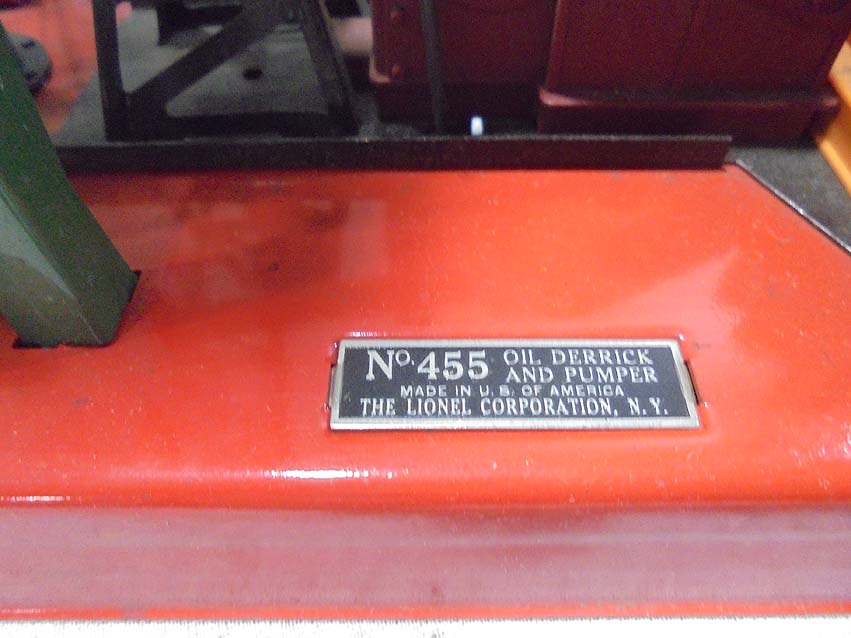 No. 455 OIL DERRICK
AND PUMPER
MADE IN U.S. OF AMERICA
THE LIONEL CORPORATION, N.Y.